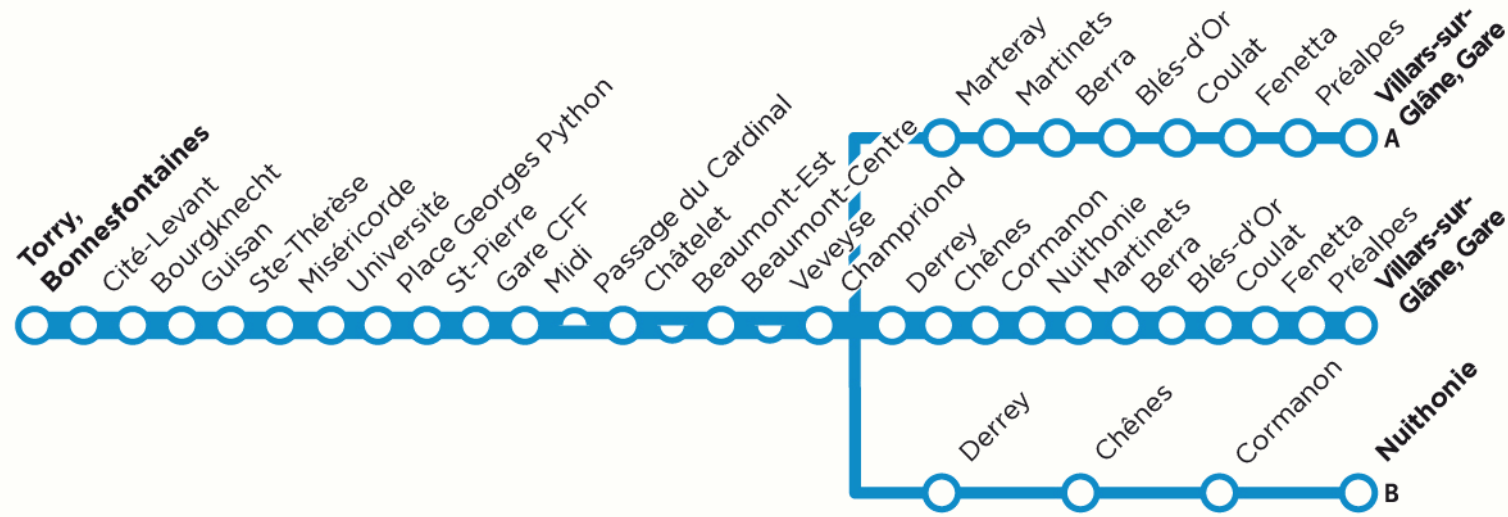 Torry,
Bonnesfontaines
Cité-Levant
Bourgknecht
Guisan
Ste-Thérèse
Miséricorde
Université
Place Georges Python
St-Pierre
Gare CFF
Midi
Passage du Cardinal
Châtelet
Beaumont-Est
Beaumont-Centre
Veveyse
Champriond
Marteray
Martinets
Berra
Blés-d'Or
Coulat
Fenetta
Préalpes
Villars-sur-
Glâne, Gare
A
Derrey
Chênes
Cormanon
Nuithonie
Martinets
Berra
Blés-d'Or
Coulat
Fenetta
Préalpes
Villars-sur-
Glâne, Gare
Derrey
Chênes
Cormanon
Nuithonie
B